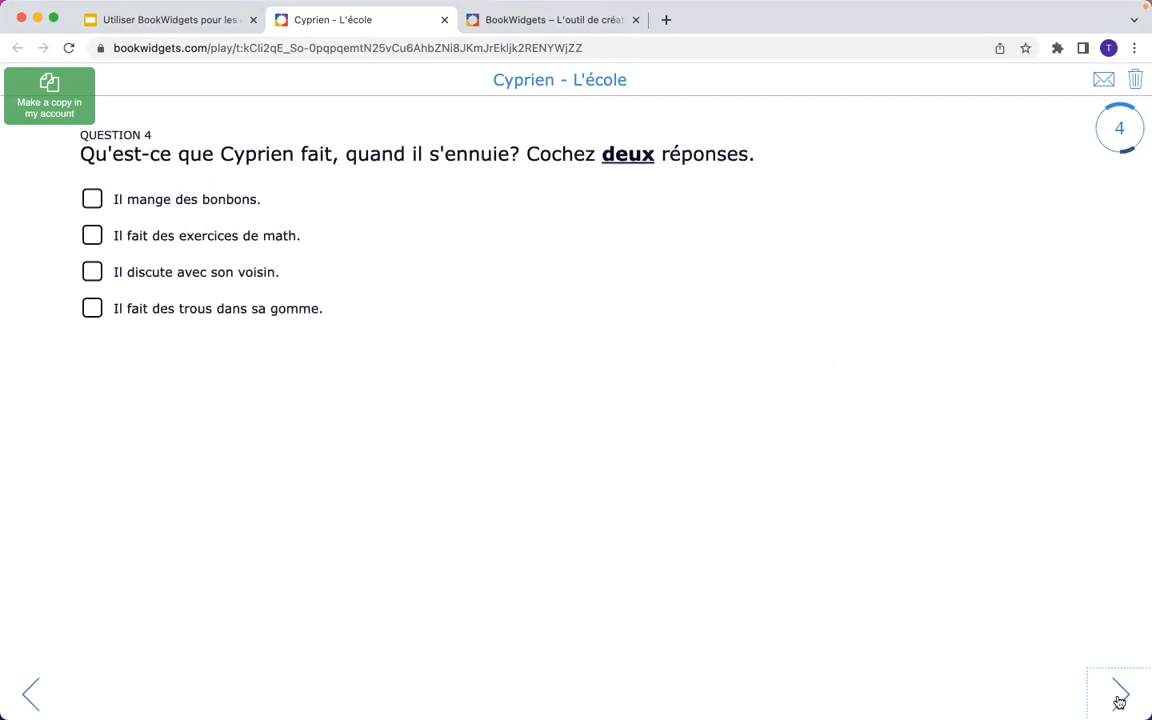 Utiliser BookWidgets pour les
Cyprien - L'école
BookWidgets – L'outil de créa
bookwidgets.com/play/t:kCIi2qE_So-0pqpqemtN25vCu6AhbZNi8JKmJrEkljk2RENYWjZZ
T
Make a copy in
my account
Cyprien - L'école
4
QUESTION 4
Qu'est-ce que Cyprien fait, quand il s'ennuie? Cochez deux réponses.
Il mange des bonbons.
Il fait des exercices de math.
Il discute avec son voisin.
Il fait des trous dans sa gomme.